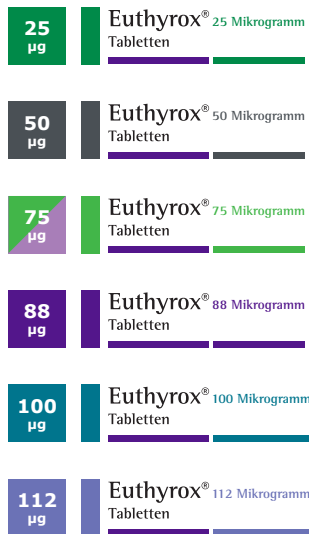 25 Euthyrox® 25 Mikrogramm
µg Tabletten
50 Euthyrox® 50 Mikrogramm
µg Tabletten
75 Euthyrox® 75 Mikrogramm
µg Tabletten
88 Euthyrox® 88 Mikrogramm
µg Tabletten
100 Euthyrox® 100 Mikrogramm
µg Tabletten
112 Euthyrox® 112 Mikrogramm
µg Tabletten